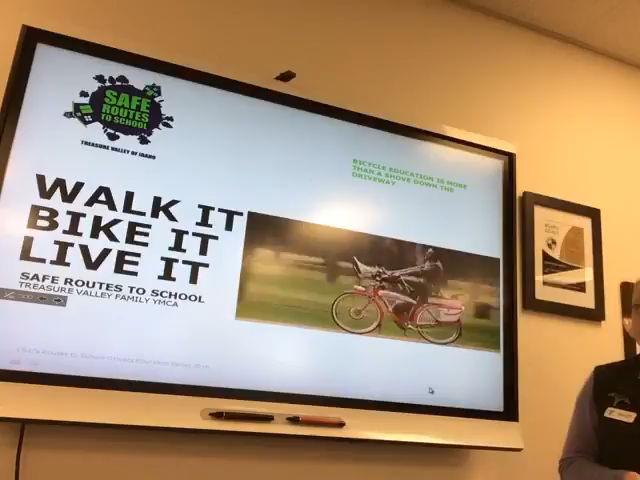 SAFE
ROUTES
TO SCHOOL
TREASURE VALLEY OF IDAHO
BICYCLE EDUCATION IS MORE
THAN A SHOVE DOWN THE
DRIVEWAY
WALK IT
BIKE IT
LIVE IT
SAFE ROUTES TO SCHOOL
TREASURE VALLEY FAMILY YMCA